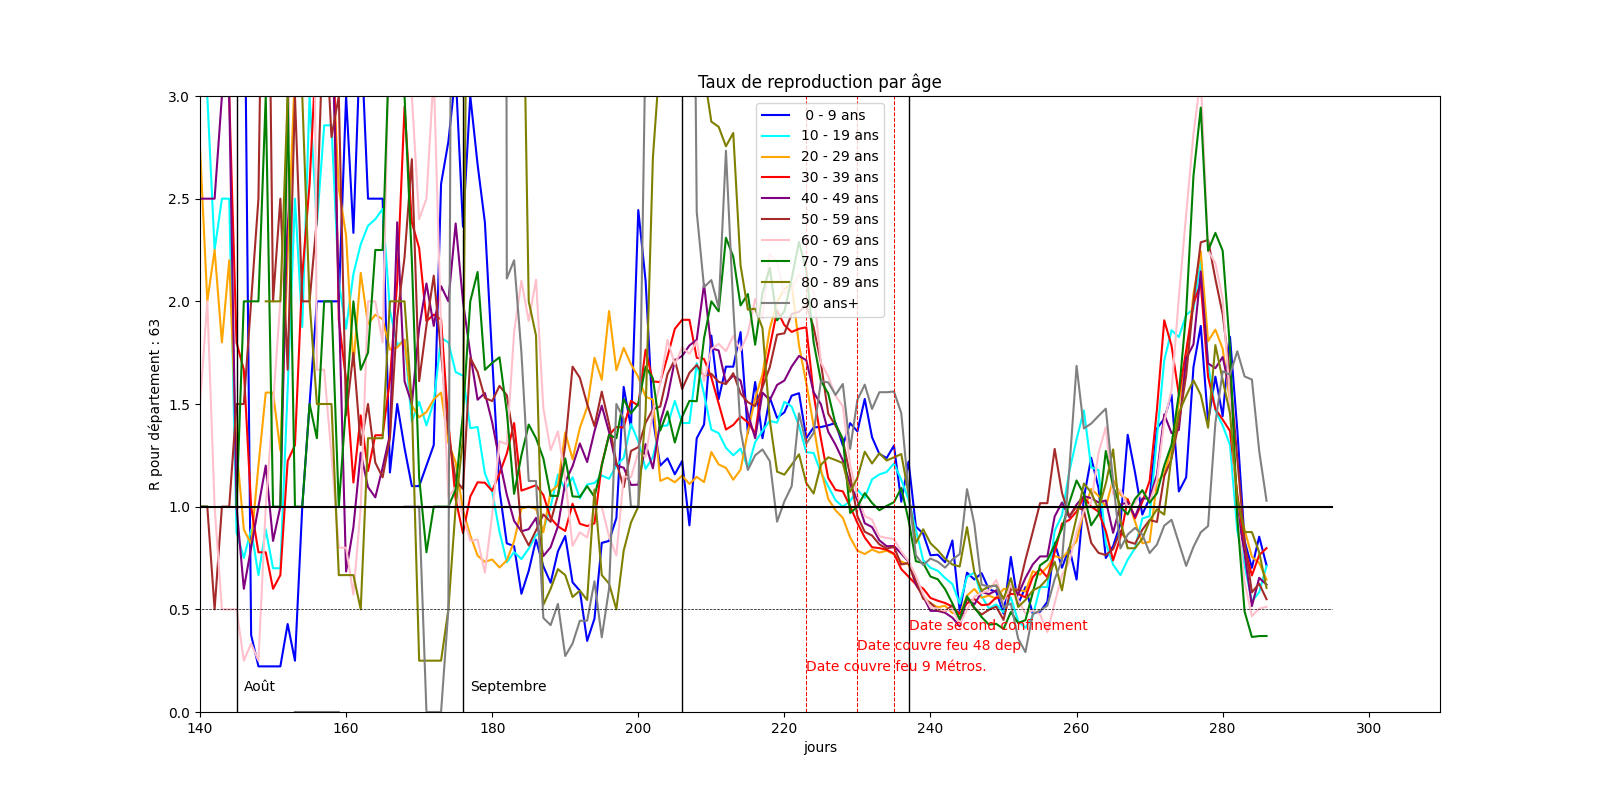 Taux de reproduction par âge
R pour département : 63
3.0
2.5
2.0
1.5
1.0
0.5
0.0
0 - 9 ans
10 - 19 ans
20 - 29 ans
30 - 39 ans
40 - 49 ans
50 - 59 ans
60 - 69 ans
70 - 79 ans
80 - 89 ans
90 ans+
Date second confinement
Date couvre feu 48 dep
Date couvre feu 9 Métros.
Août
Septembre
140 160 180 200 220 240 260 280 300
jours